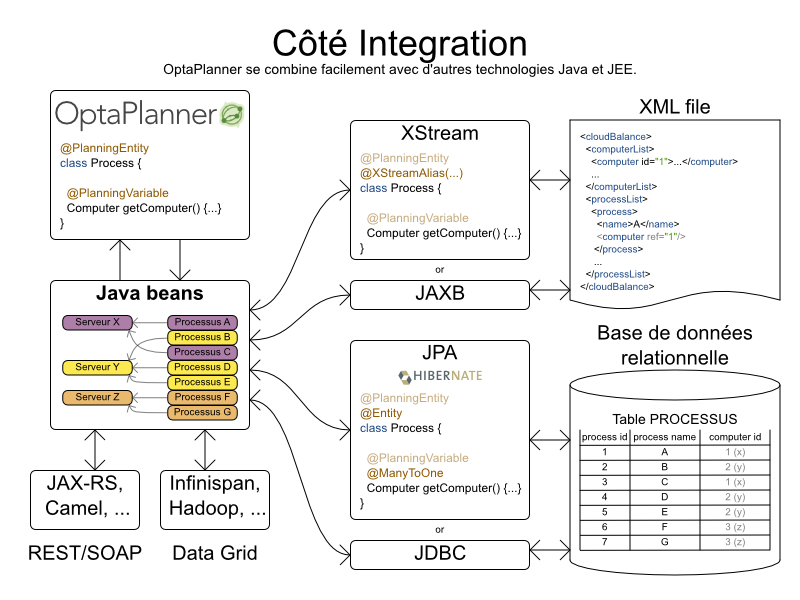 Côté Integration
OptaPlanner se combine facilement avec d'autres technologies Java et JEE.
OptaPlanner
@PlanningEntity
class Process {
@PlanningVariable
Computer getComputer() {...}
}
Java beans
Serveur X
Serveur Y
Serveur Z
Processus A
Processus B
Processus C
Processus D
Processus E
Processus F
Processus G
JAX-RS,
Camel, ...
REST/SOAP
Infinispan,
Hadoop, ...
Data Grid
XStream
@PlanningEntity
@XStreamAlias(...)
class Process {
@PlanningVariable
Computer getComputer() {...}
}
or
JAXB
JPA
HIBERNATE
@PlanningEntity
@Entity
class Process {
@PlanningVariable
@ManyToOne
Computer getComputer() {...}
}
or
JDBC
XML file
<cloudBalance>
<computerList>
<computer id="1">...</computer>
...
</computerList>
<processList>
<process>
<name>A</name>
<computer ref="1"/>
</process>
...
</processList>
</cloudBalance>
Base de données
relationnelle
Table PROCESSUS
process id process name computer id
1 A 1 (x)
2 B 2 (y)
3 C 1 (x)
4 D 2 (y)
5 E 2 (y)
6 F 3 (z)
7 G 3 (z)